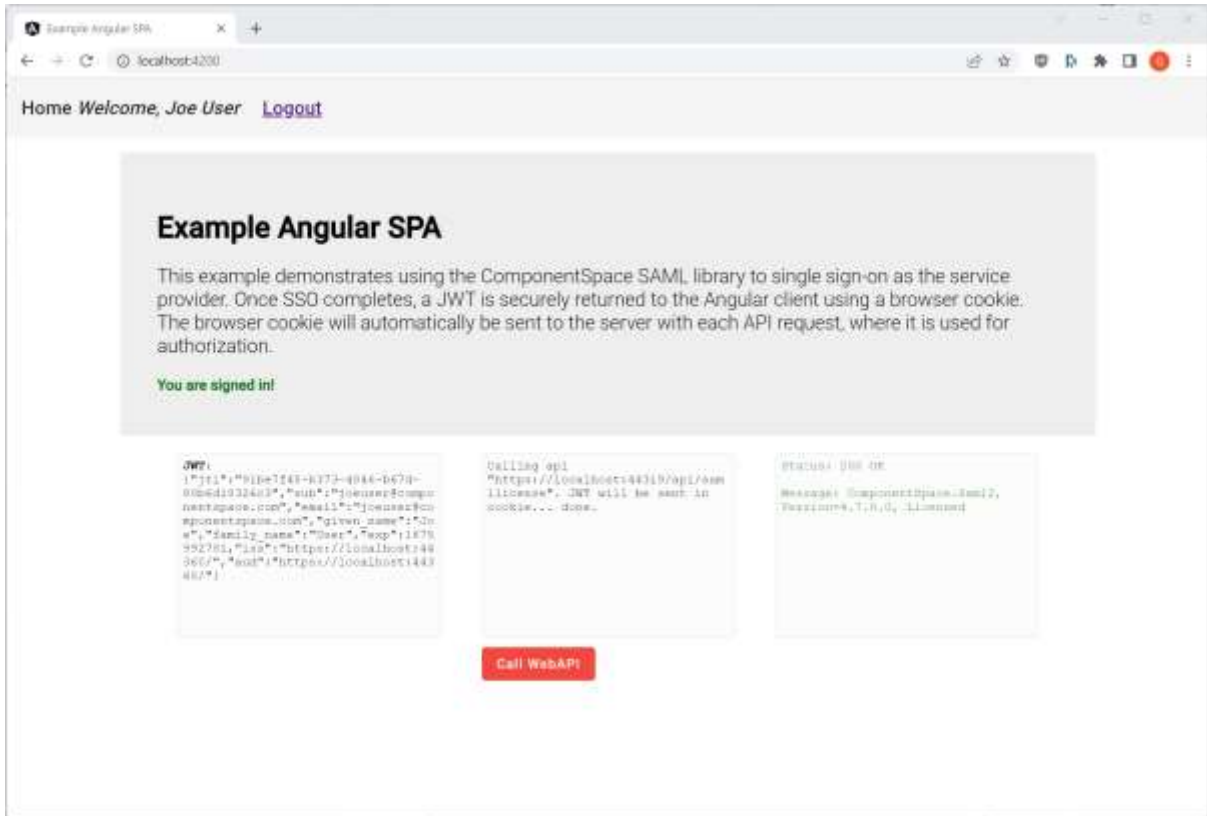 Example Angular SPA
localhost:4200
Home Welcome, Joe User Logout
Example Angular SPA
This example demonstrates using the ComponentSpace SAML library to single sign-on as the service
provider. Once SSO completes, a JWT is securely returned to the Angular client using a browser cookie.
The browser cookie will automatically be sent to the server with each API request, where it is used for
authorization.
You are signed in!
JWT:
joeuser@compo
nentspace.com","email":"joeuser@co
mponentspace.com","given_name":"Jo
e","family_name":"User","exp":
"iss":"https://localhost:44
"aud":"https://localhost:443
Calling api
"https://localhost:44319/api/sam
llicense". JWT will be sent in
cookie... done.
Status: 200 OK
Message: ComponentSpace.Saml2,
Licensed
Call WebAPI